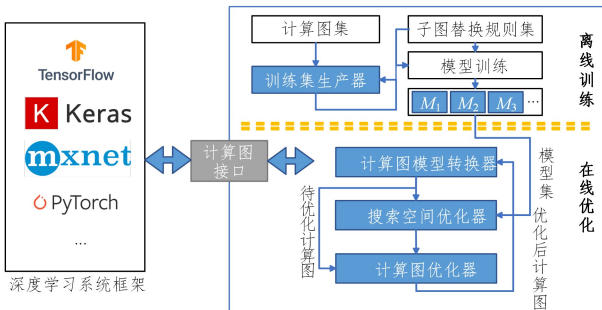 TensorFlow
K Keras
mxnet
PyTorch
...
深度学习系统框架
计算图
接口
计算图集
子图替换规则集
训练集生产器
模型训练
M1 M2 M3 ...
离线训练
计算图模型转换器
搜索空间优化器
计算图优化器
待优化计算图
模型集
优化后计算图
在线优化